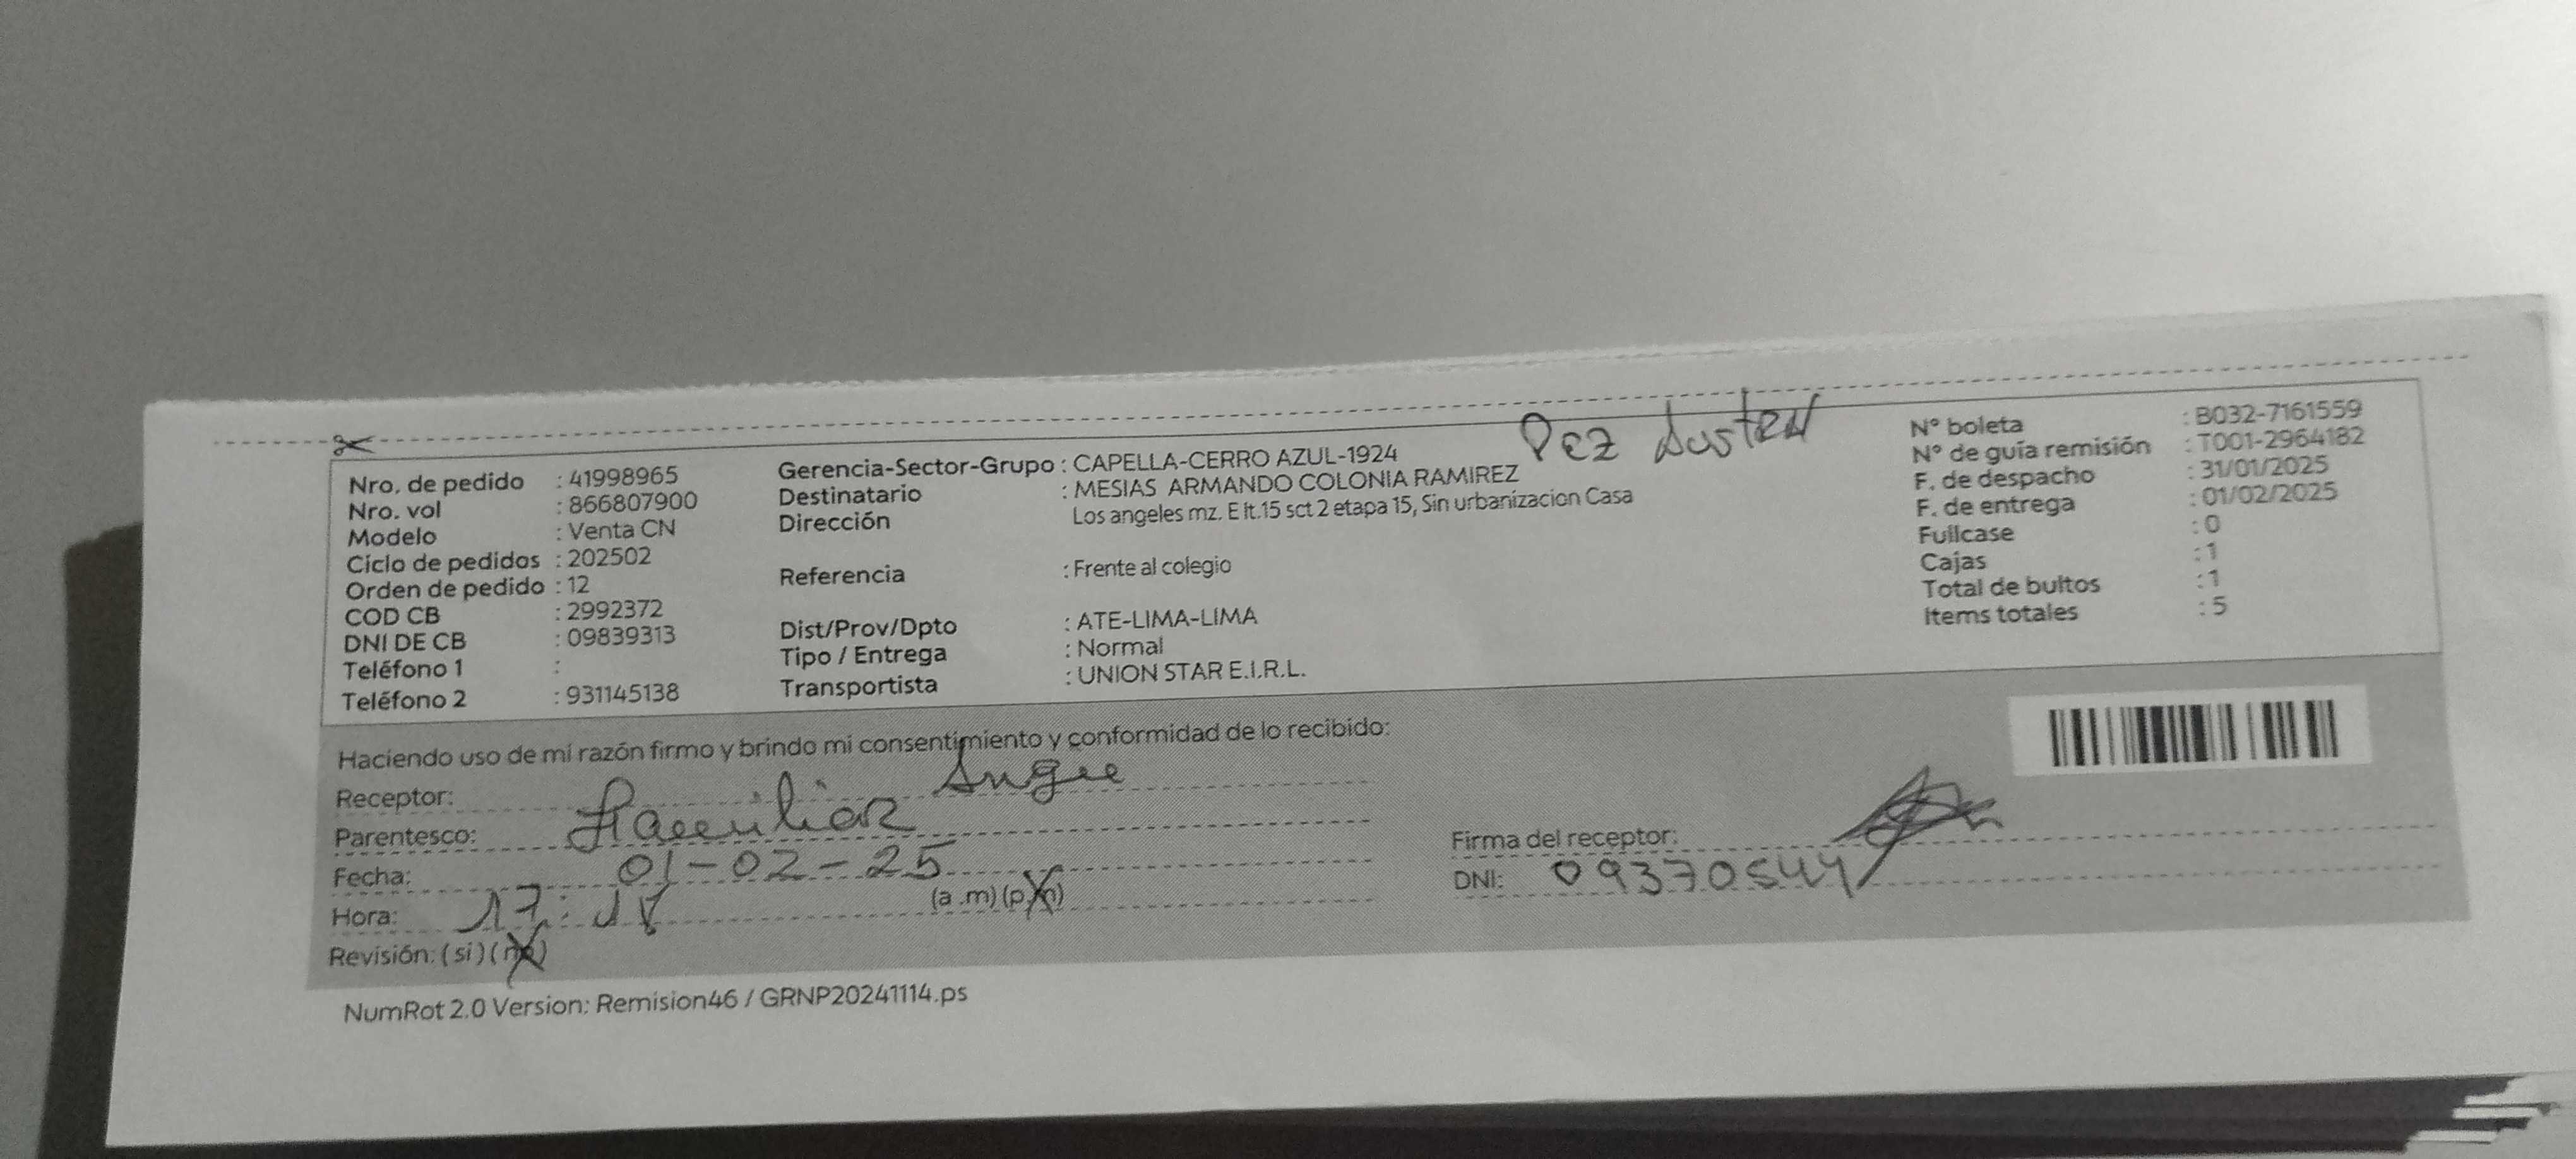 Pez Austral
Nro. de pedido : 41998965
Nro. vol : 866807900
Modelo : Venta CN
Ciclo de pedidos : 202502
Orden de pedido : 12
COD CB : 2992372
DNI DE CB : 09839313
Teléfono 1 :
Teléfono 2 : 931145138
Gerencia-Sector-Grupo : CAPELLA-CERRO AZUL-1924
Destinatario : MESIAS ARMANDO COLONIA RAMIREZ
Dirección Los angeles mz. E lt.15 sct 2 etapa 15, Sin urbanizacion Casa
Referencia : Frente al colegio
Dist/Prov/Dpto : ATE-LIMA-LIMA
Tipo / Entrega : Normal
Transportista : UNION STAR E.I.R.L.
N° boleta : B032-7161559
N° de guía remisión : T001-2964182
F. de despacho : 31/01/2025
F. de entrega : 01/02/2025
Fullcase : 0
Cajas : 1
Total de bultos : 1
Items totales : 5
Haciendo uso de mi razón firmo y brindo mi consentimiento y conformidad de lo recibido:
Receptor: Angie
Parentesco: Familiar
Fecha: 01-02-25
Hora: 17: (a .m) (p.m)
Revisión: ( si ) ( no )
Firma del receptor:
DNI: 09370544
NumRot 2.0 Version: Remision46 / GRNP20241114.ps